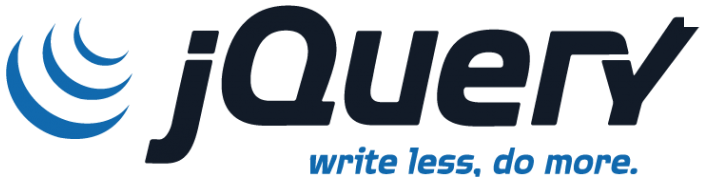 jQuery
write less, do more.